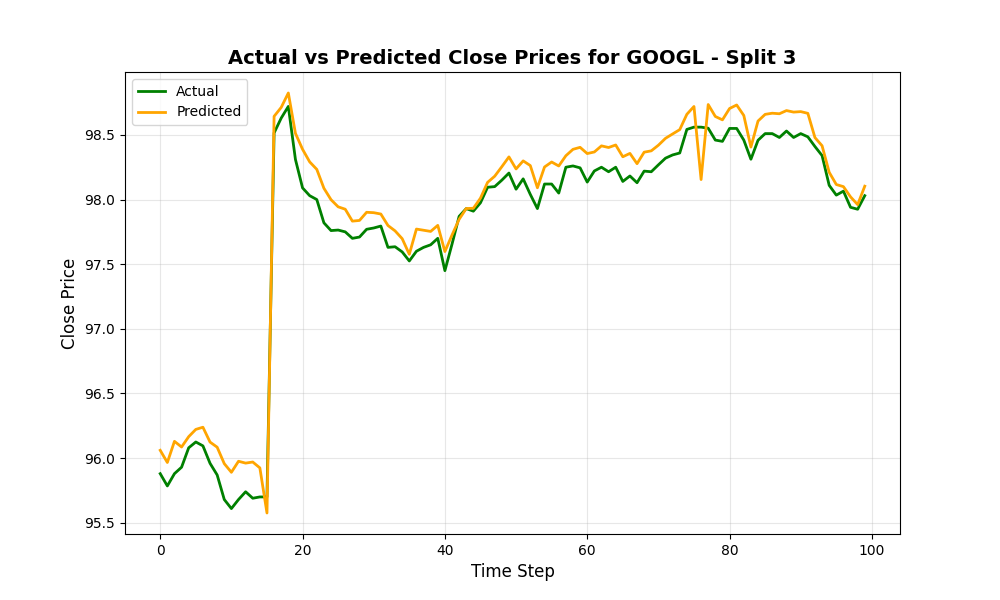 Actual vs Predicted Close Prices for GOOGL - Split 3
Actual
Predicted
Close Price
98.5
98.0
97.5
97.0
96.5
96.0
95.5
0 20 40 60 80 100
Time Step